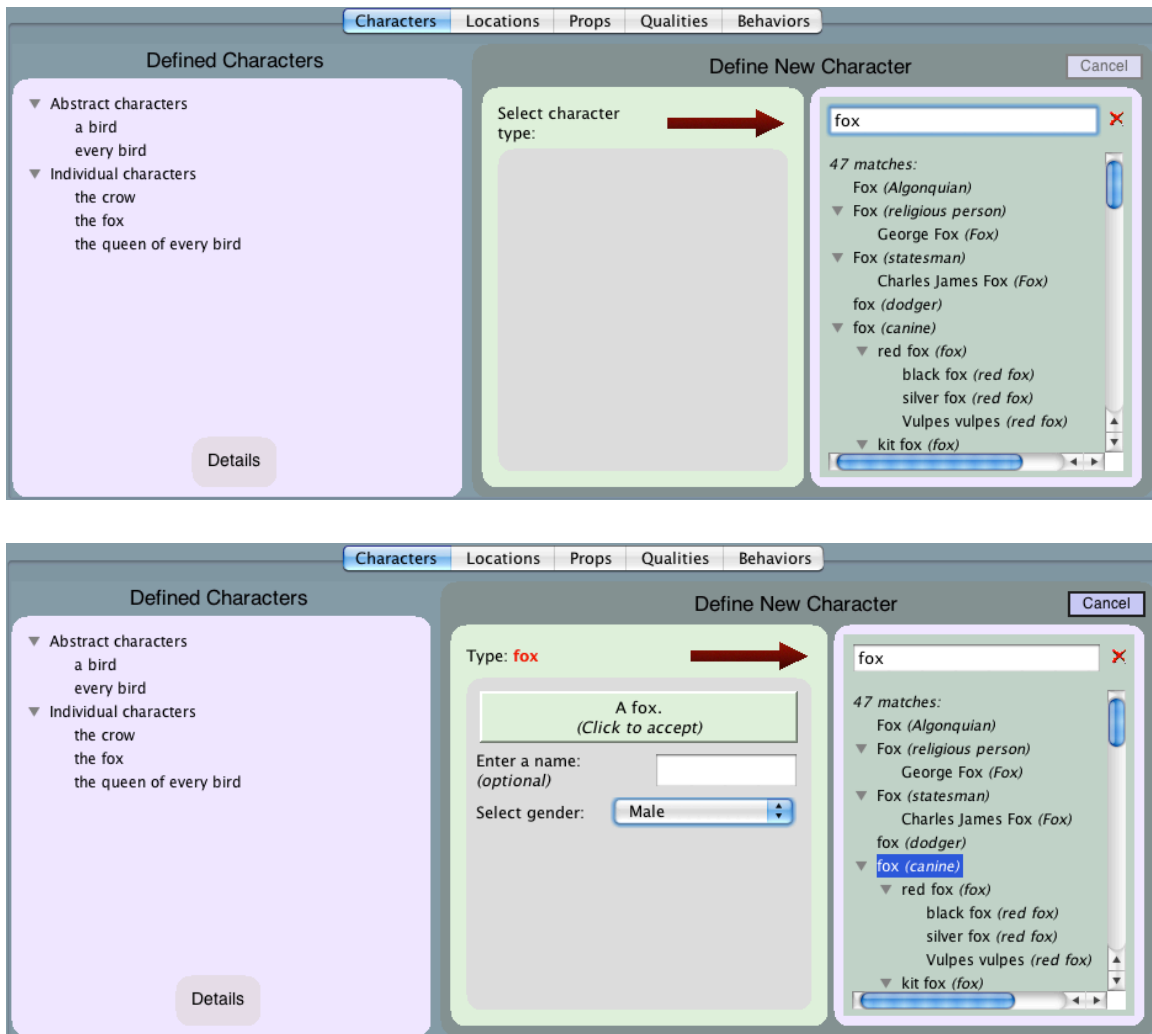 Characters Locations Props Qualities Behaviors
Defined Characters
Abstract characters
a bird
every bird
Individual characters
the crow
the fox
the queen of every bird
Details
Define New Character
Cancel
Select character
type:
fox
47 matches:
Fox (Algonquian)
Fox (religious person)
George Fox (Fox)
Fox (statesman)
Charles James Fox (Fox)
fox (dodger)
fox (canine)
red fox (fox)
black fox (red fox)
silver fox (red fox)
Vulpes vulpes (red fox)
kit fox (fox)
Characters Locations Props Qualities Behaviors
Defined Characters
Abstract characters
a bird
every bird
Individual characters
the crow
the fox
the queen of every bird
Details
Define New Character
Cancel
Type: fox
A fox.
(Click to accept)
Enter a name:
(optional)
Select gender: Male
fox
47 matches:
Fox (Algonquian)
Fox (religious person)
George Fox (Fox)
Fox (statesman)
Charles James Fox (Fox)
fox (dodger)
fox (canine)
red fox (fox)
black fox (red fox)
silver fox (red fox)
Vulpes vulpes (red fox)
kit fox (fox)